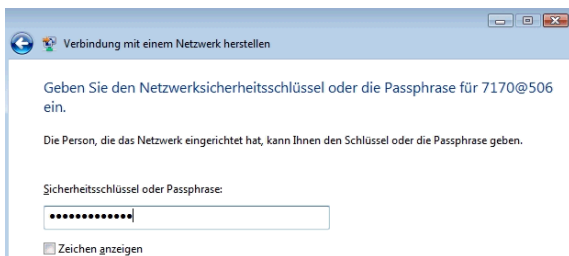 Verbindung mit einem Netzwerk herstellen
Geben Sie den Netzwerksicherheitsschlüssel oder die Passphrase für 7170@506
ein.
Die Person, die das Netzwerk eingerichtet hat, kann Ihnen den Schlüssel oder die Passphrase geben.
Sicherheitsschlüssel oder Passphrase:
●●●●●●●●●●●●●
Zeichen anzeigen